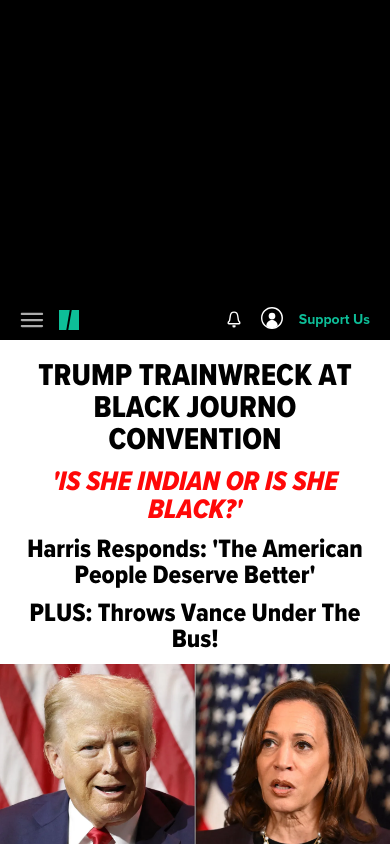 Support Us
TRUMP TRAINWRECK AT
BLACK JOURNO
CONVENTION
'IS SHE INDIAN OR IS SHE
BLACK?'
Harris Responds: 'The American
People Deserve Better'
PLUS: Throws Vance Under The
Bus!